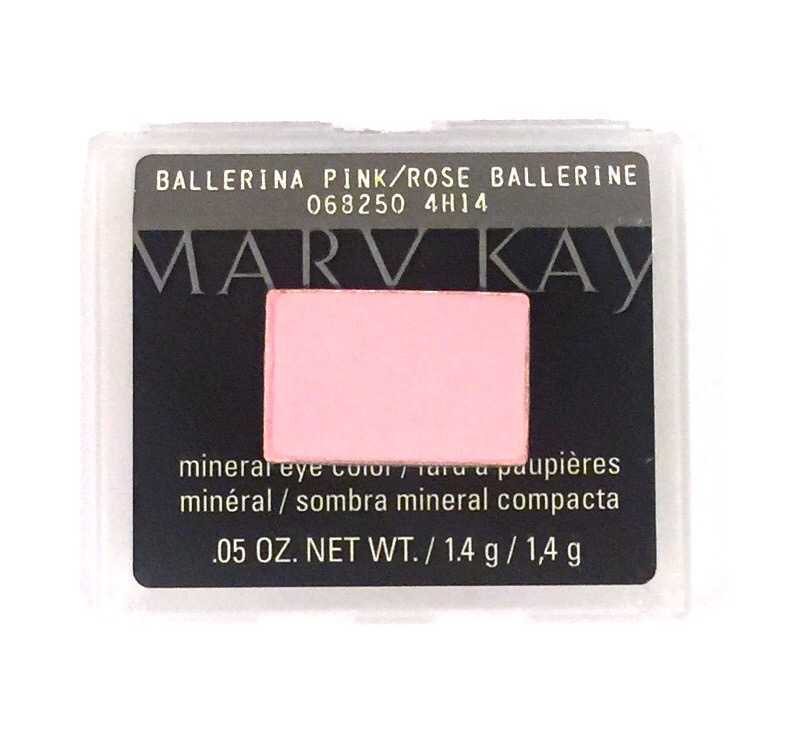 BALLERINA PINK/ROSE BALLERINE
068250 4H14
MARY KAY
mineral eye color / fard à paupières
minéral / sombra mineral compacta
.05 OZ. NET WT. / 1.4 g / 1,4 g